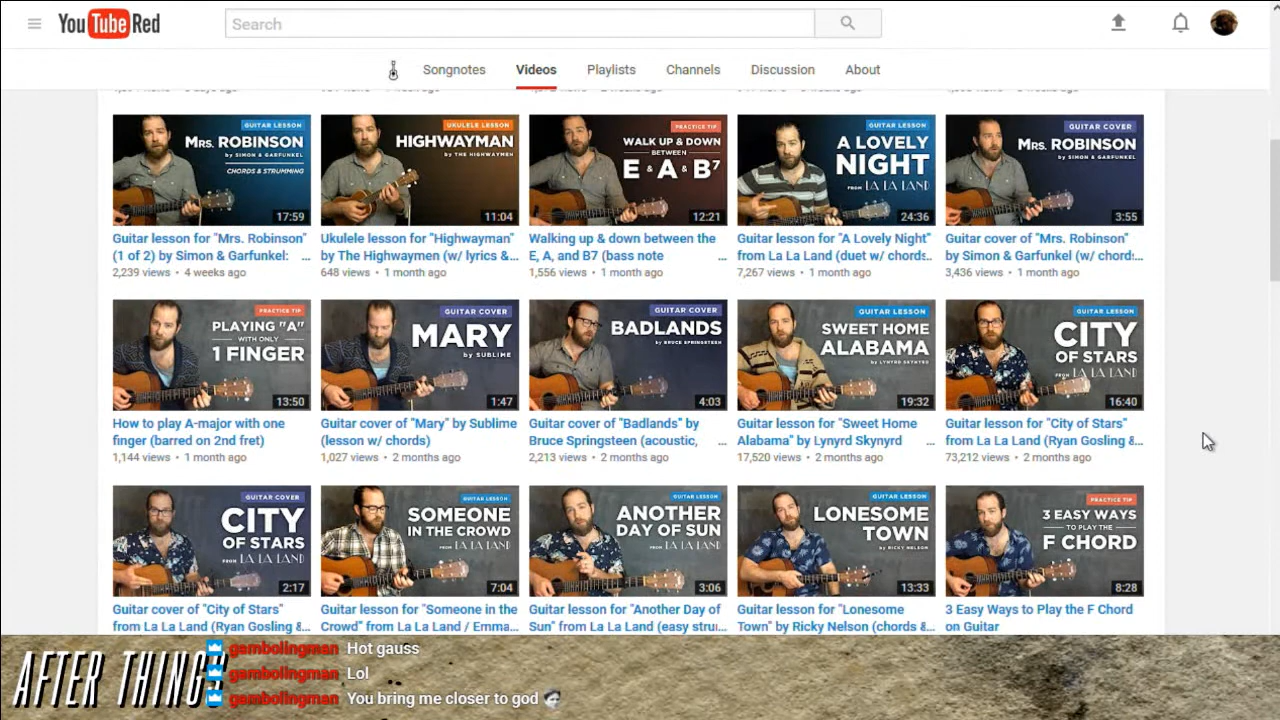 YouTube Red
Search
Songnotes Videos Playlists Channels Discussion About
GUITAR LESSON
MRS. ROBINSON
by SIMON & GARFUNKEL
CHORDS & STRUMMING
17:59
Guitar lesson for "Mrs. Robinson"
(1 of 2) by Simon & Garfunkel: ...
2,239 views • 4 weeks ago
UKULELE LESSON
HIGHWAYMAN
by THE HIGHWAYMEN
11:04
Ukulele lesson for "Highwayman"
by The Highwaymen (w/ lyrics &...
648 views • 1 month ago
PRACTICE TIP
WALK UP & DOWN
BETWEEN
E & A & B7
12:21
Walking up & down between the
E, A, and B7 (bass note ...
1,556 views • 1 month ago
GUITAR LESSON
A LOVELY
NIGHT
FROM LA LA LAND
24:36
Guitar lesson for "A Lovely Night"
from La La Land (duet w/ chords...
7,267 views • 1 month ago
GUITAR COVER
MRS. ROBINSON
by SIMON & GARFUNKEL
3:55
Guitar cover of "Mrs. Robinson"
by Simon & Garfunkel (w/ chord:...
3,436 views • 1 month ago
PRACTICE TIP
PLAYING "A"
WITH ONLY
1 FINGER
13:50
How to play A-major with one
finger (barred on 2nd fret)
1,144 views • 1 month ago
GUITAR COVER
MARY
by SUBLIME
1:47
Guitar cover of "Mary" by Sublime
(lesson w/ chords)
1,027 views • 2 months ago
GUITAR COVER
BADLANDS
by BRUCE SPRINGSTEEN
4:03
Guitar cover of "Badlands" by
Bruce Springsteen (acoustic, ...
2,213 views • 2 months ago
GUITAR LESSON
SWEET HOME
ALABAMA
by LYNYRD SKYNYRD
19:32
Guitar lesson for "Sweet Home
Alabama" by Lynyrd Skynyrd ...
17,520 views • 2 months ago
GUITAR LESSON
CITY
OF STARS
FROM LA LA LAND
16:40
Guitar lesson for "City of Stars"
from La La Land (Ryan Gosling &...
73,212 views • 2 months ago
GUITAR COVER
CITY
OF STARS
FROM LA LA LAND
2:17
Guitar cover of "City of Stars"
from La La Land (Ryan Gosling &...
GUITAR LESSON
SOMEONE
IN THE CROWD
FROM LA LA LAND
7:04
Guitar lesson for "Someone in the
Crowd" from La La Land / Emma...
GUITAR LESSON
ANOTHER
DAY OF SUN
FROM LA LA LAND
3:06
Guitar lesson for "Another Day of
Sun" from La La Land (easy stru...
GUITAR LESSON
LONESOME
TOWN
by RICKY NELSON
13:33
Guitar lesson for "Lonesome
Town" by Ricky Nelson (chords &...
PRACTICE TIP
3 EASY WAYS
TO PLAY THE
F CHORD
8:28
3 Easy Ways to Play the F Chord
on Guitar
AFTER THING
gambolingman Hot gauss
gambolingman Lol
gambolingman You bring me closer to god